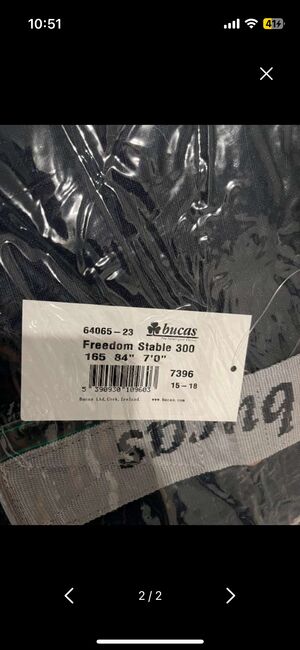 10:51
41
64065-23 bucas
Freedom Stable 300
165 84" 7'0"
7396
5 390930 109603
15-18
Bucas Ltd, Cork, Ireland. www.bucas.com
bucas
2/2